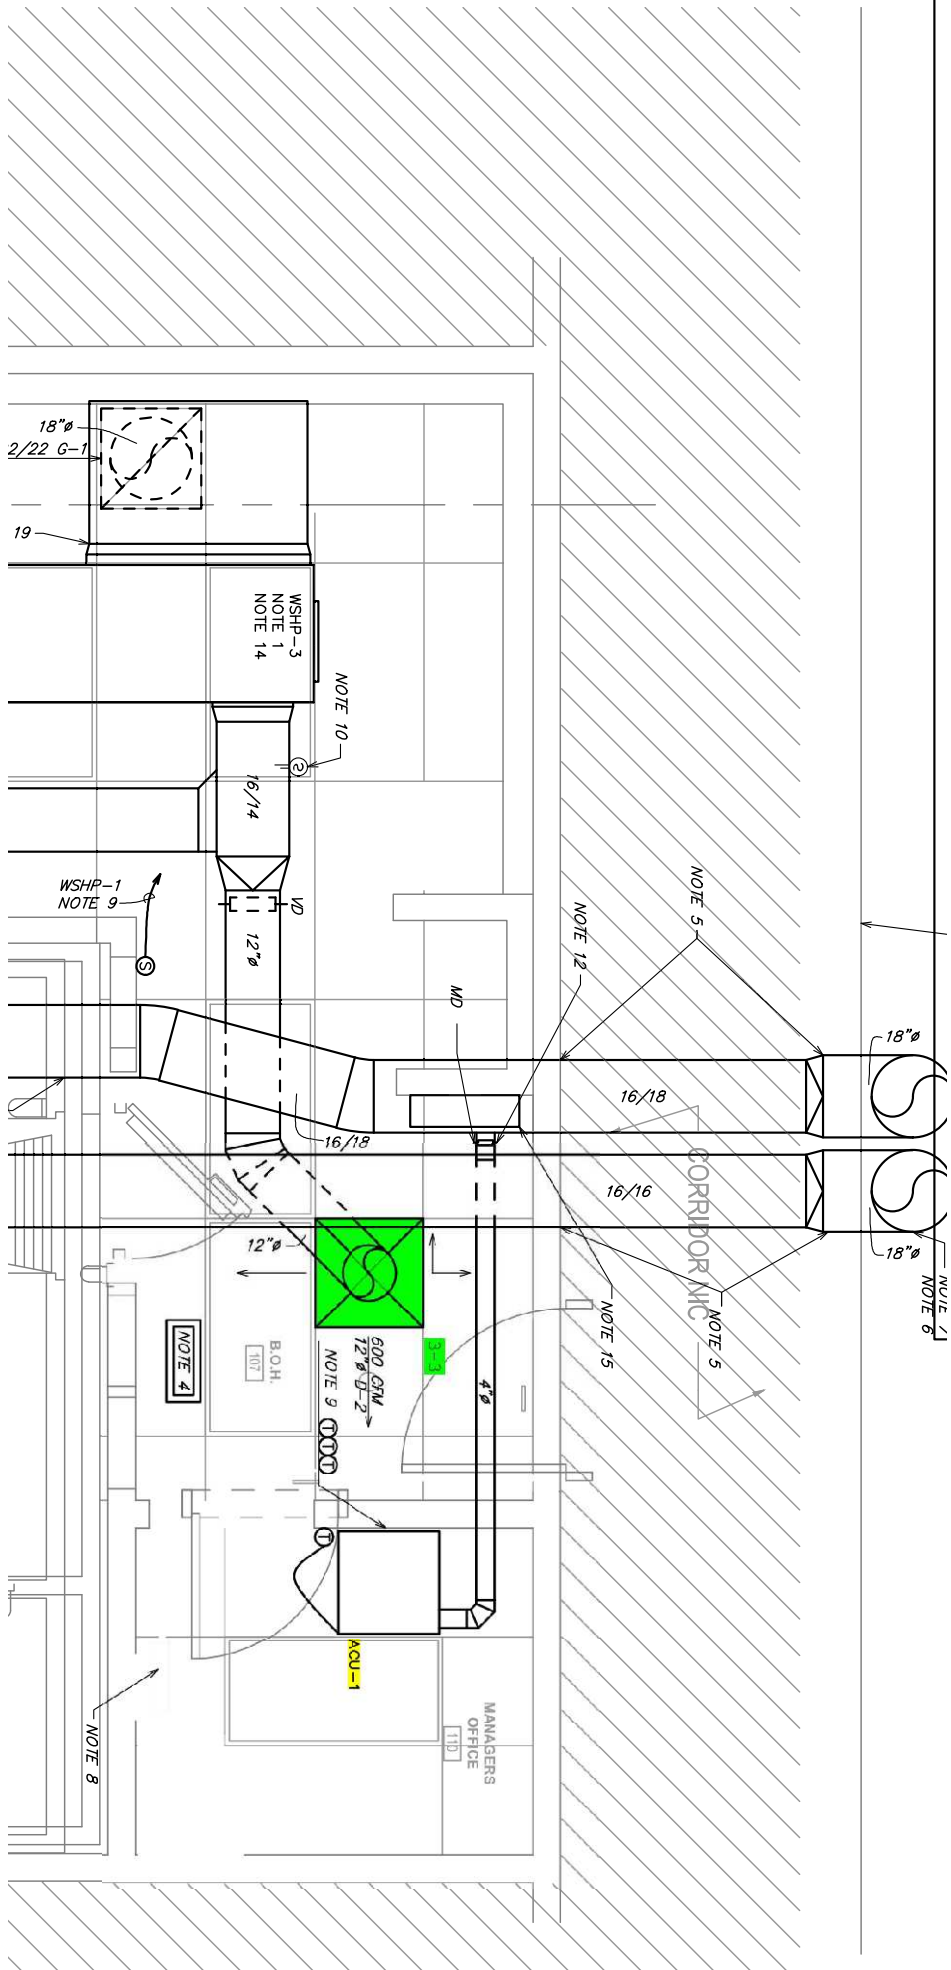 18"ø
2/22 G-1
19
WSHP-3
NOTE 1
NOTE 14
NOTE 10
S
16/14
WSHP-1
NOTE 9
S
VD
12"ø
NOTE 5
NOTE 12
MD
18"ø
16/18
16/18
CORRIDOR NIC
16/16
18"ø
NOTE 6
NOTE 5
NOTE 15
12"ø
3-3
NOTE 4
B.O.H.
107
600 CFM
12"ø D-2
NOTE 9
T T T
4"ø
T
ACU-1
MANAGERS
OFFICE
110
NOTE 8